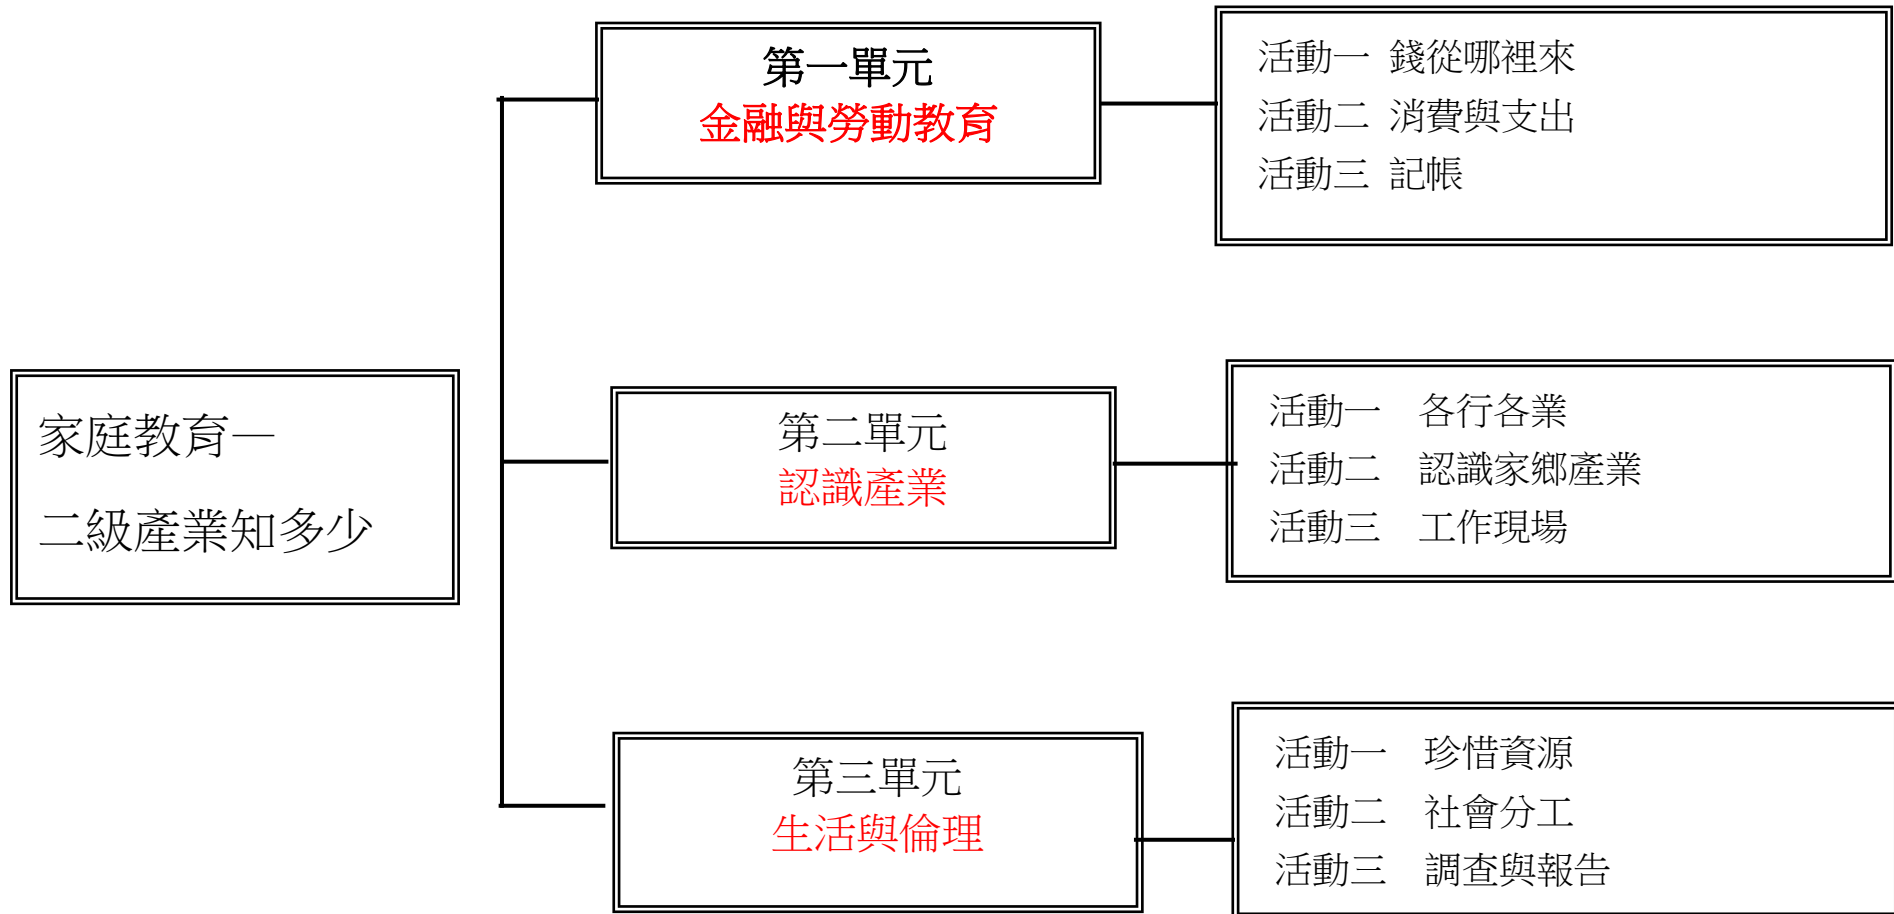 家庭教育—
二級產業知多少
第一單元
金融與勞動教育
活動一 錢從哪裡來
活動二 消費與支出
活動三 記帳
第二單元
認識產業
活動一 各行各業
活動二 認識家鄉產業
活動三 工作現場
第三單元
生活與倫理
活動一 珍惜資源
活動二 社會分工
活動三 調查與報告